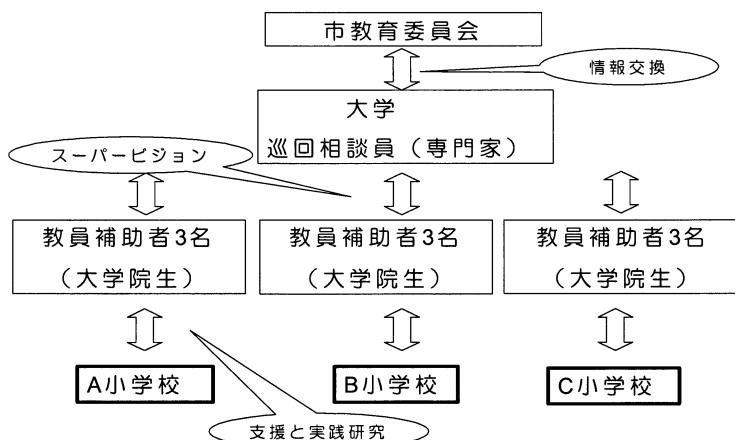 市教育委員会
情報交換
大学
巡回相談員（専門家）
スーパービジョン
教員補助者3名
（大学院生）
教員補助者3名
（大学院生）
教員補助者3名
（大学院生）
A小学校
B小学校
C小学校
支援と実践研究